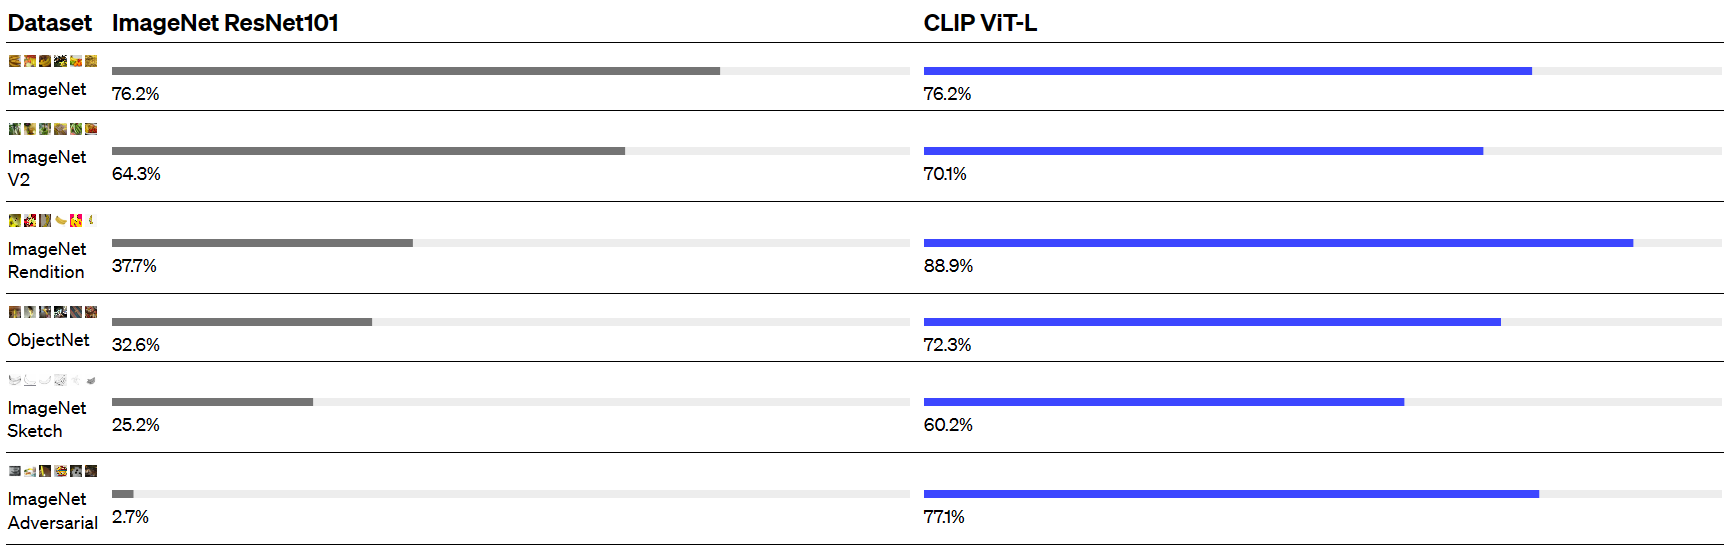 Dataset ImageNet ResNet101 CLIP ViT-L
ImageNet
76.2% 76.2%
ImageNet
V2
64.3% 70.1%
ImageNet
Rendition
37.7% 88.9%
ObjectNet
32.6% 72.3%
ImageNet
Sketch
25.2% 60.2%
ImageNet
Adversarial
2.7% 77.1%